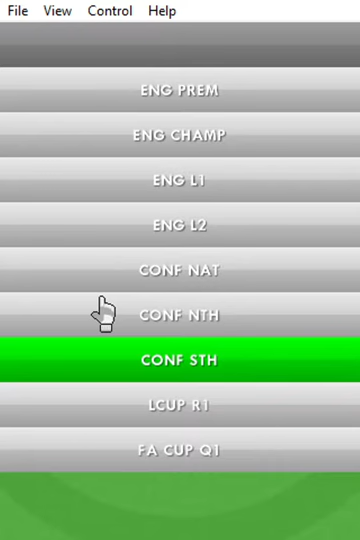 File View Control Help
ENG PREM
ENG CHAMP
ENG L1
ENG L2
CONF NAT
CONF NTH
CONF STH
LCUP R1
FA CUP Q1